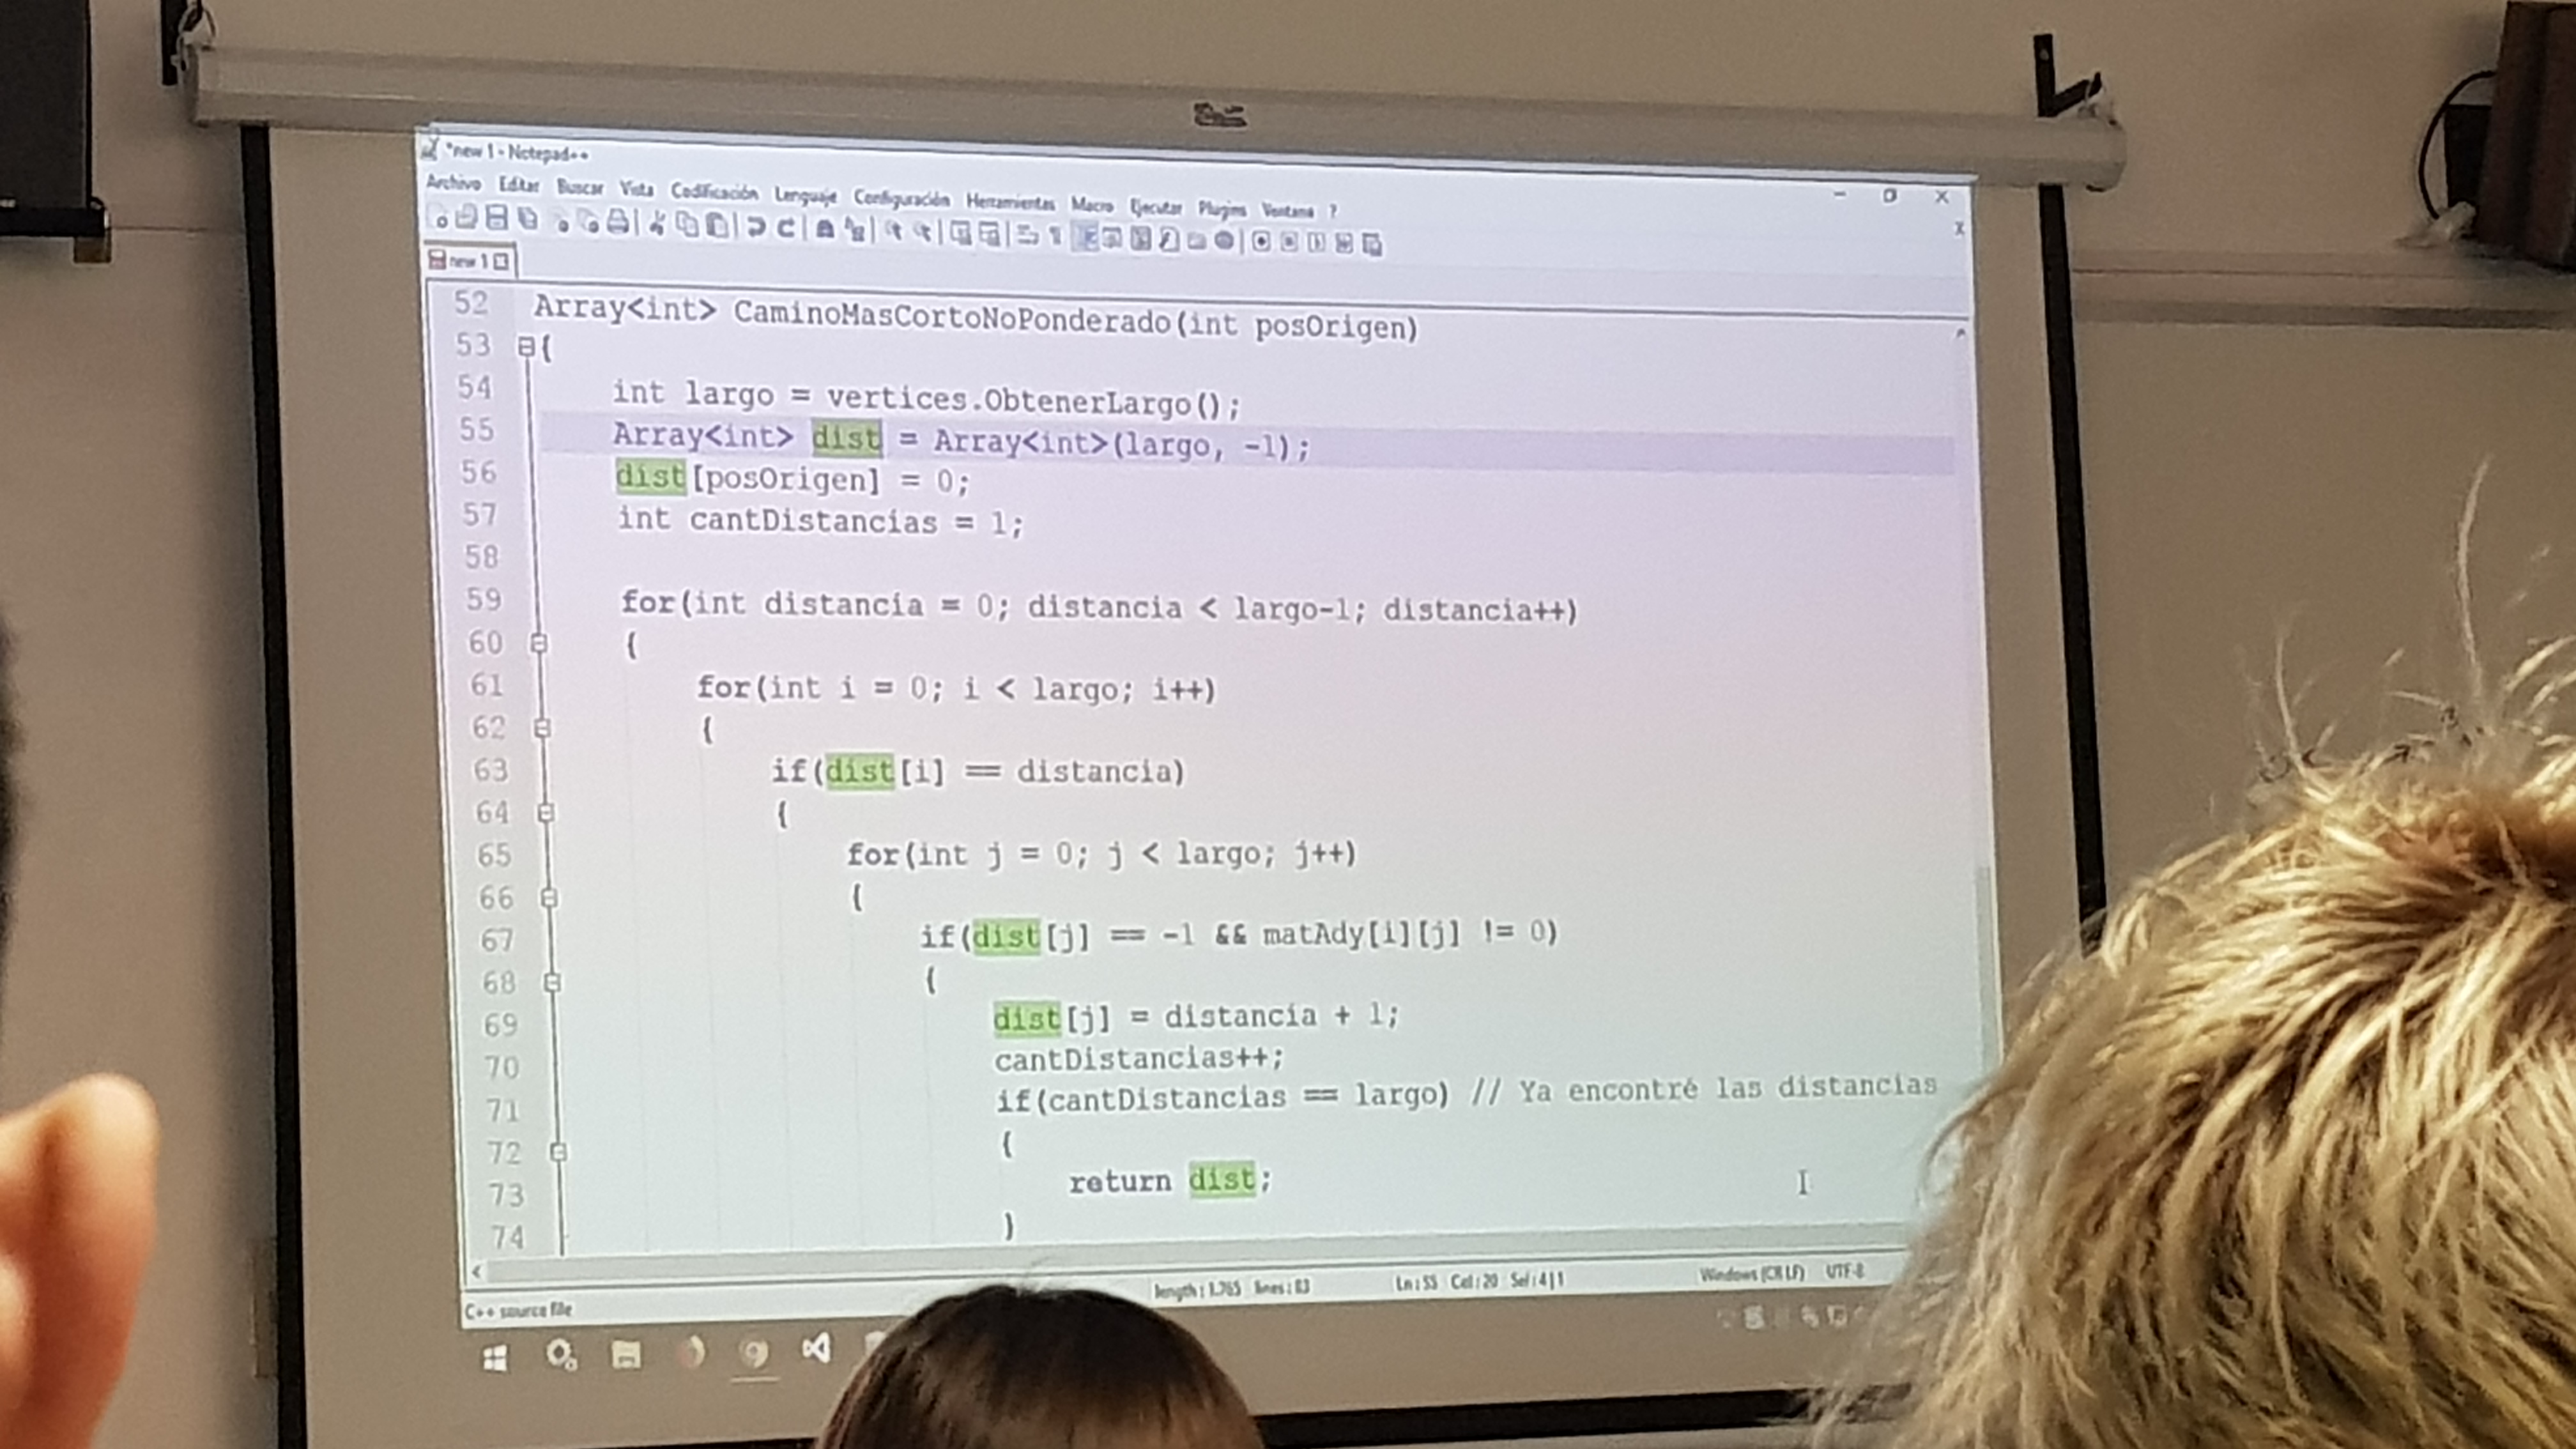 *new 1 - Notepad++
Archivo Editar Buscar Vista Codificación Lenguaje Configuración Herramientas Macro Ejecutar Plugins Ventana ?
new 1
52 Array<int> CaminoMasCortoNoPonderado(int posOrigen)
53 {
54 int largo = vertices.ObtenerLargo();
55 Array<int> dist = Array<int>(largo, -1);
56 dist[posOrigen] = 0;
57 int cantDistancias = 1;
58
59 for(int distancia = 0; distancia < largo-1; distancia++)
60 {
61 for(int i = 0; i < largo; i++)
62 {
63 if(dist[i] == distancia)
64 {
65 for(int j = 0; j < largo; j++)
66 {
67 if(dist[j] == -1 && matAdy[i][j] != 0)
68 {
69 dist[j] = distancia + 1;
70 cantDistancias++;
71 if(cantDistancias == largo) // Ya encontré las distancias
72 {
73 return dist;
74 }
C++ source file length : 1.765 lines : 83 Ln : 55 Col : 20 Sel : 4 | 1 Windows (CR LF) UTF-8